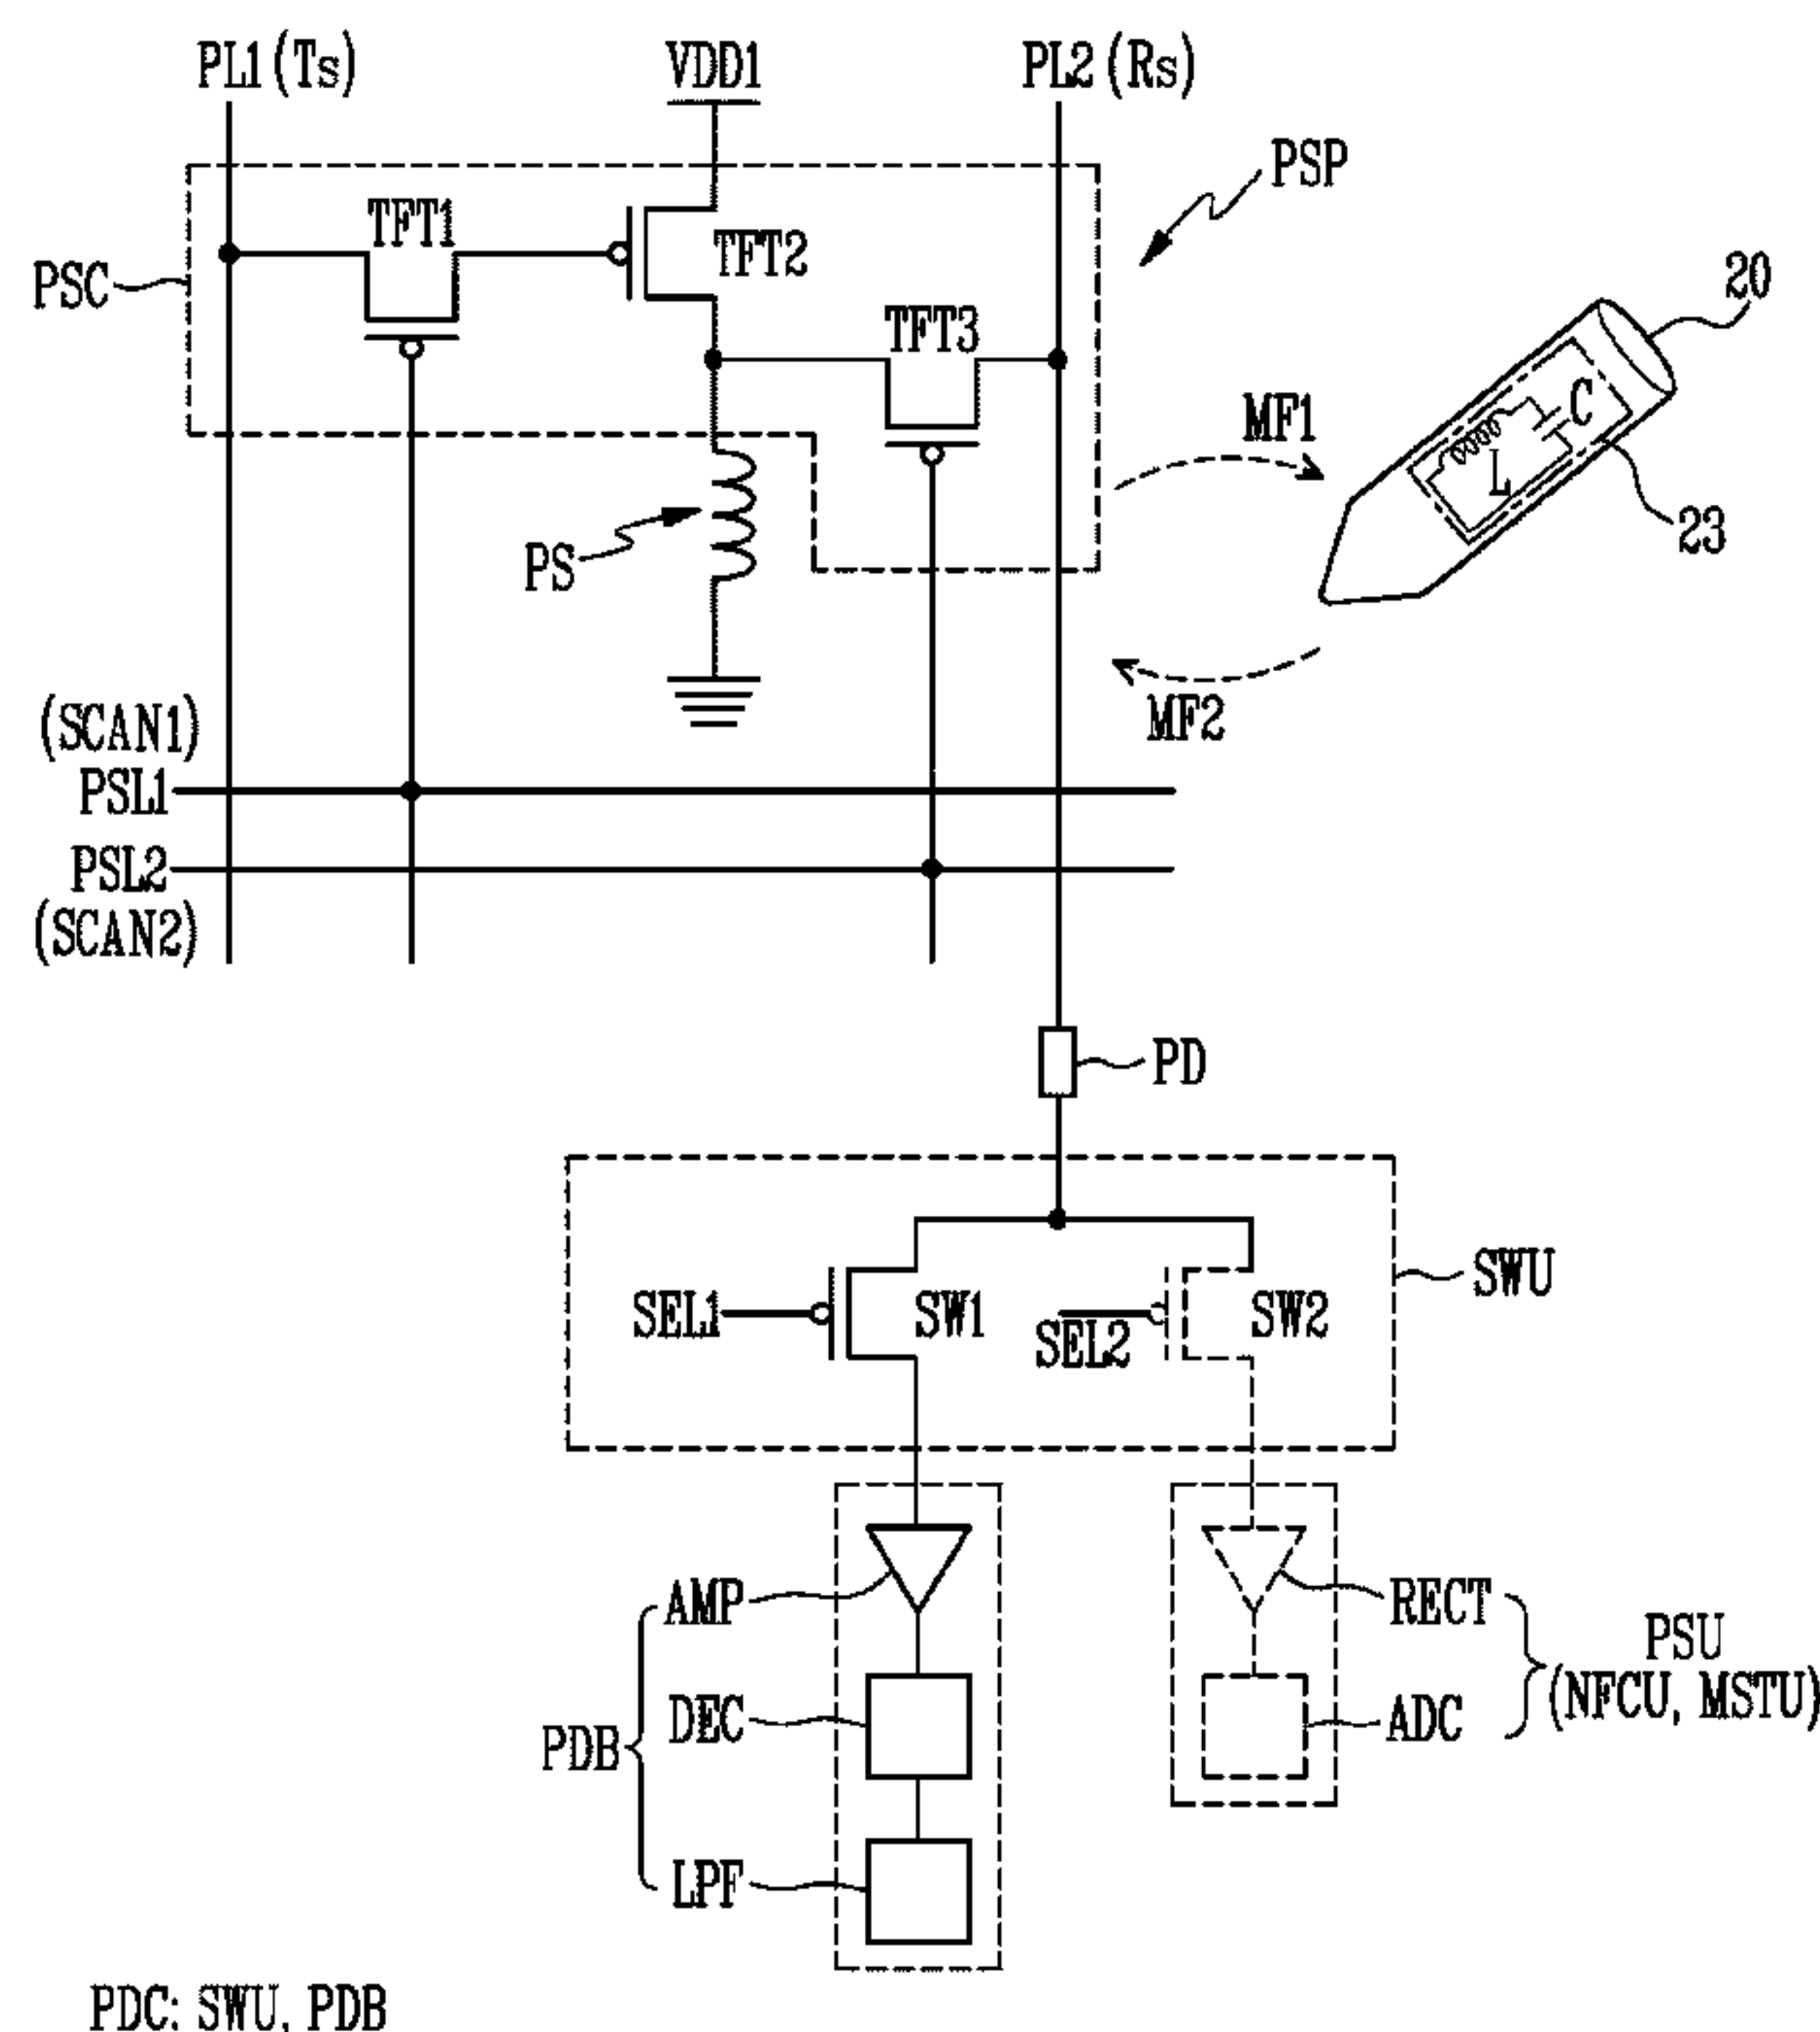 PL1(Ts)
VDD1
PL2(Rs)
PSP
TFT1
TFT2
PSC
20
TFT3
MF1
C
L
23
PS
MF2
(SCAN1)
PSL1
PSL2
(SCAN2)
PD
SWU
SEL1
SW1
SEL2
SW2
AMP
RECT
PSU
(NFCU, MSTU)
DEC
ADC
PDB
LPF
PDC: SWU, PDB